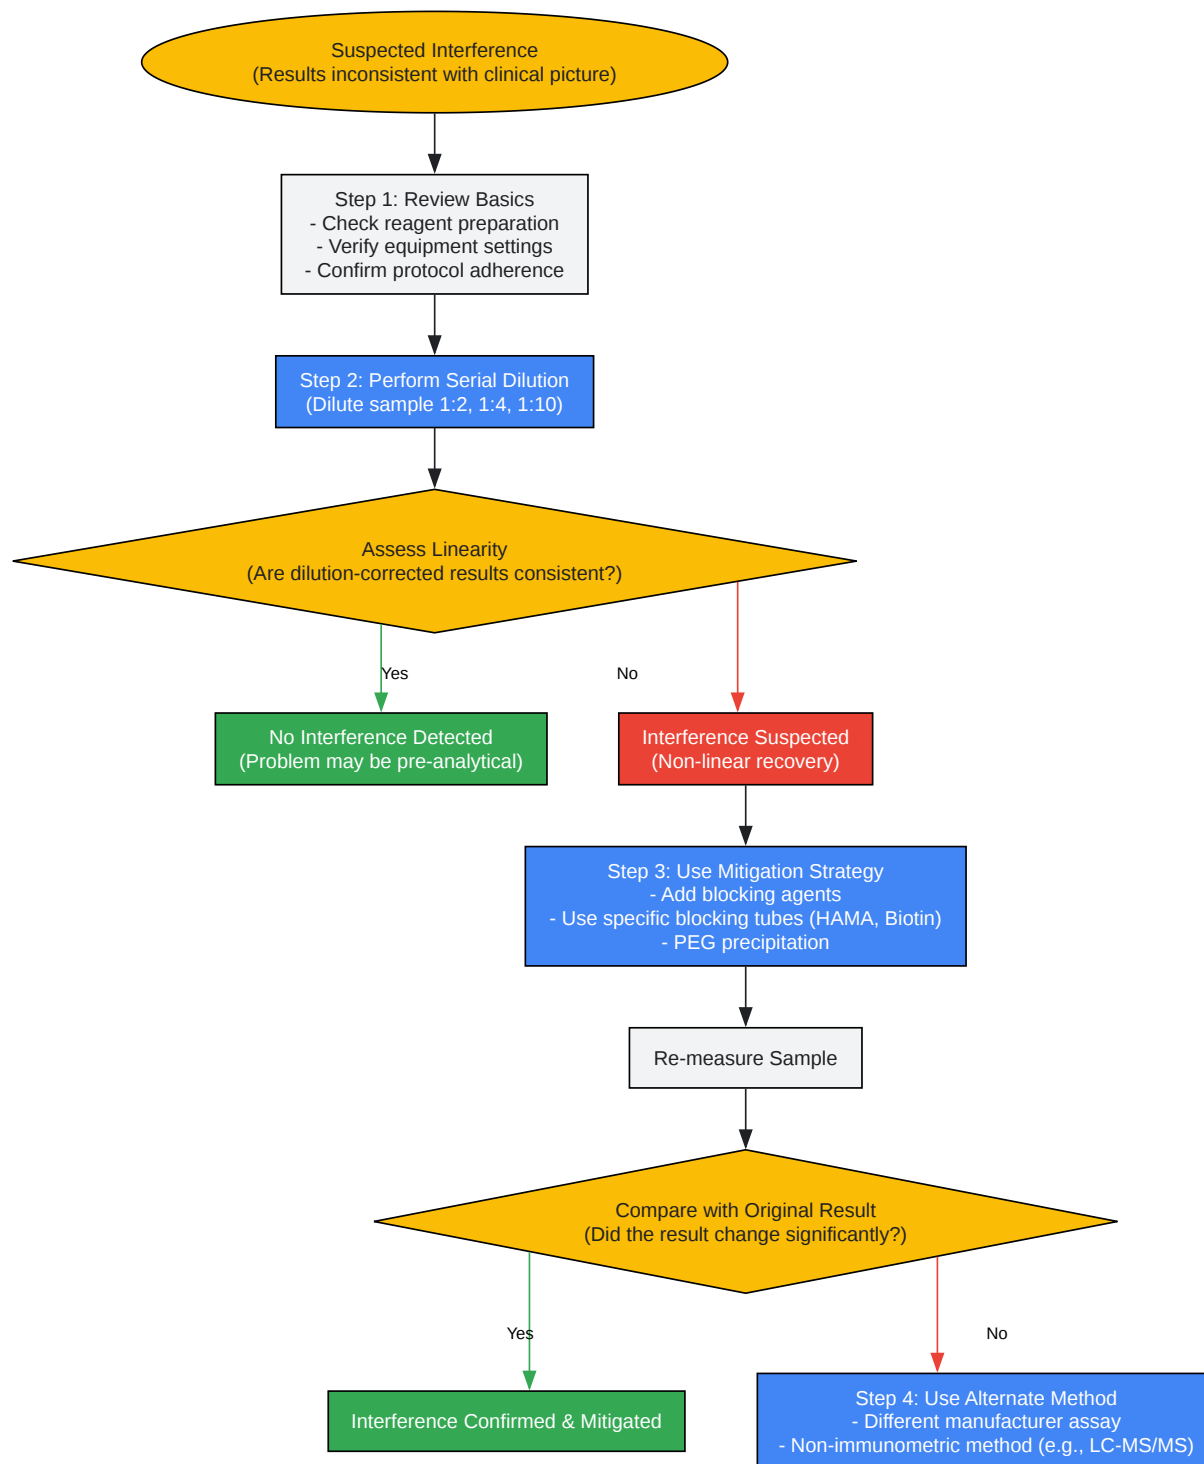 Suspected Interference
(Results inconsistent with clinical picture)
Step 1: Review Basics
- Check reagent preparation
- Verify equipment settings
- Confirm protocol adherence
Step 2: Perform Serial Dilution
(Dilute sample 1:2, 1:4, 1:10)
Assess Linearity
(Are dilution-corrected results consistent?)
Yes
No
No Interference Detected
(Problem may be pre-analytical)
Interference Suspected
(Non-linear recovery)
Step 3: Use Mitigation Strategy
- Add blocking agents
- Use specific blocking tubes (HAMA, Biotin)
- PEG precipitation
Re-measure Sample
Compare with Original Result
(Did the result change significantly?)
Yes
No
Interference Confirmed & Mitigated
Step 4: Use Alternate Method
- Different manufacturer assay
- Non-immunometric method (e.g., LC-MS/MS)